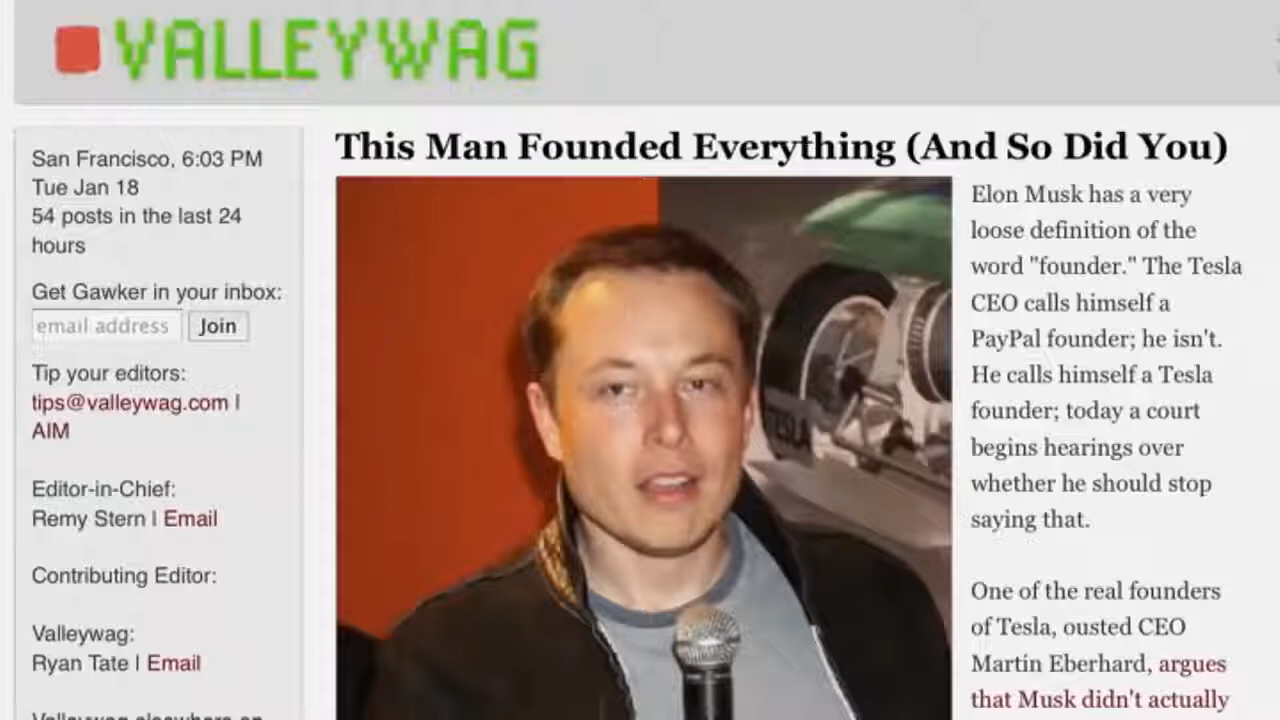 VALLEYWAG
San Francisco, 6:03 PM
Tue Jan 18
54 posts in the last 24
hours
Get Gawker in your inbox:
email address Join
Tip your editors:
tips@valleywag.com |
AIM
Editor-in-Chief:
Remy Stern | Email
Contributing Editor:
Valleywag:
Ryan Tate | Email
Valleywag elsewhere on
This Man Founded Everything (And So Did You)
TESLA
Elon Musk has a very
loose definition of the
word "founder." The Tesla
CEO calls himself a
PayPal founder; he isn't.
He calls himself a Tesla
founder; today a court
begins hearings over
whether he should stop
saying that.
One of the real founders
of Tesla, ousted CEO
Martin Eberhard, argues
that Musk didn't actually